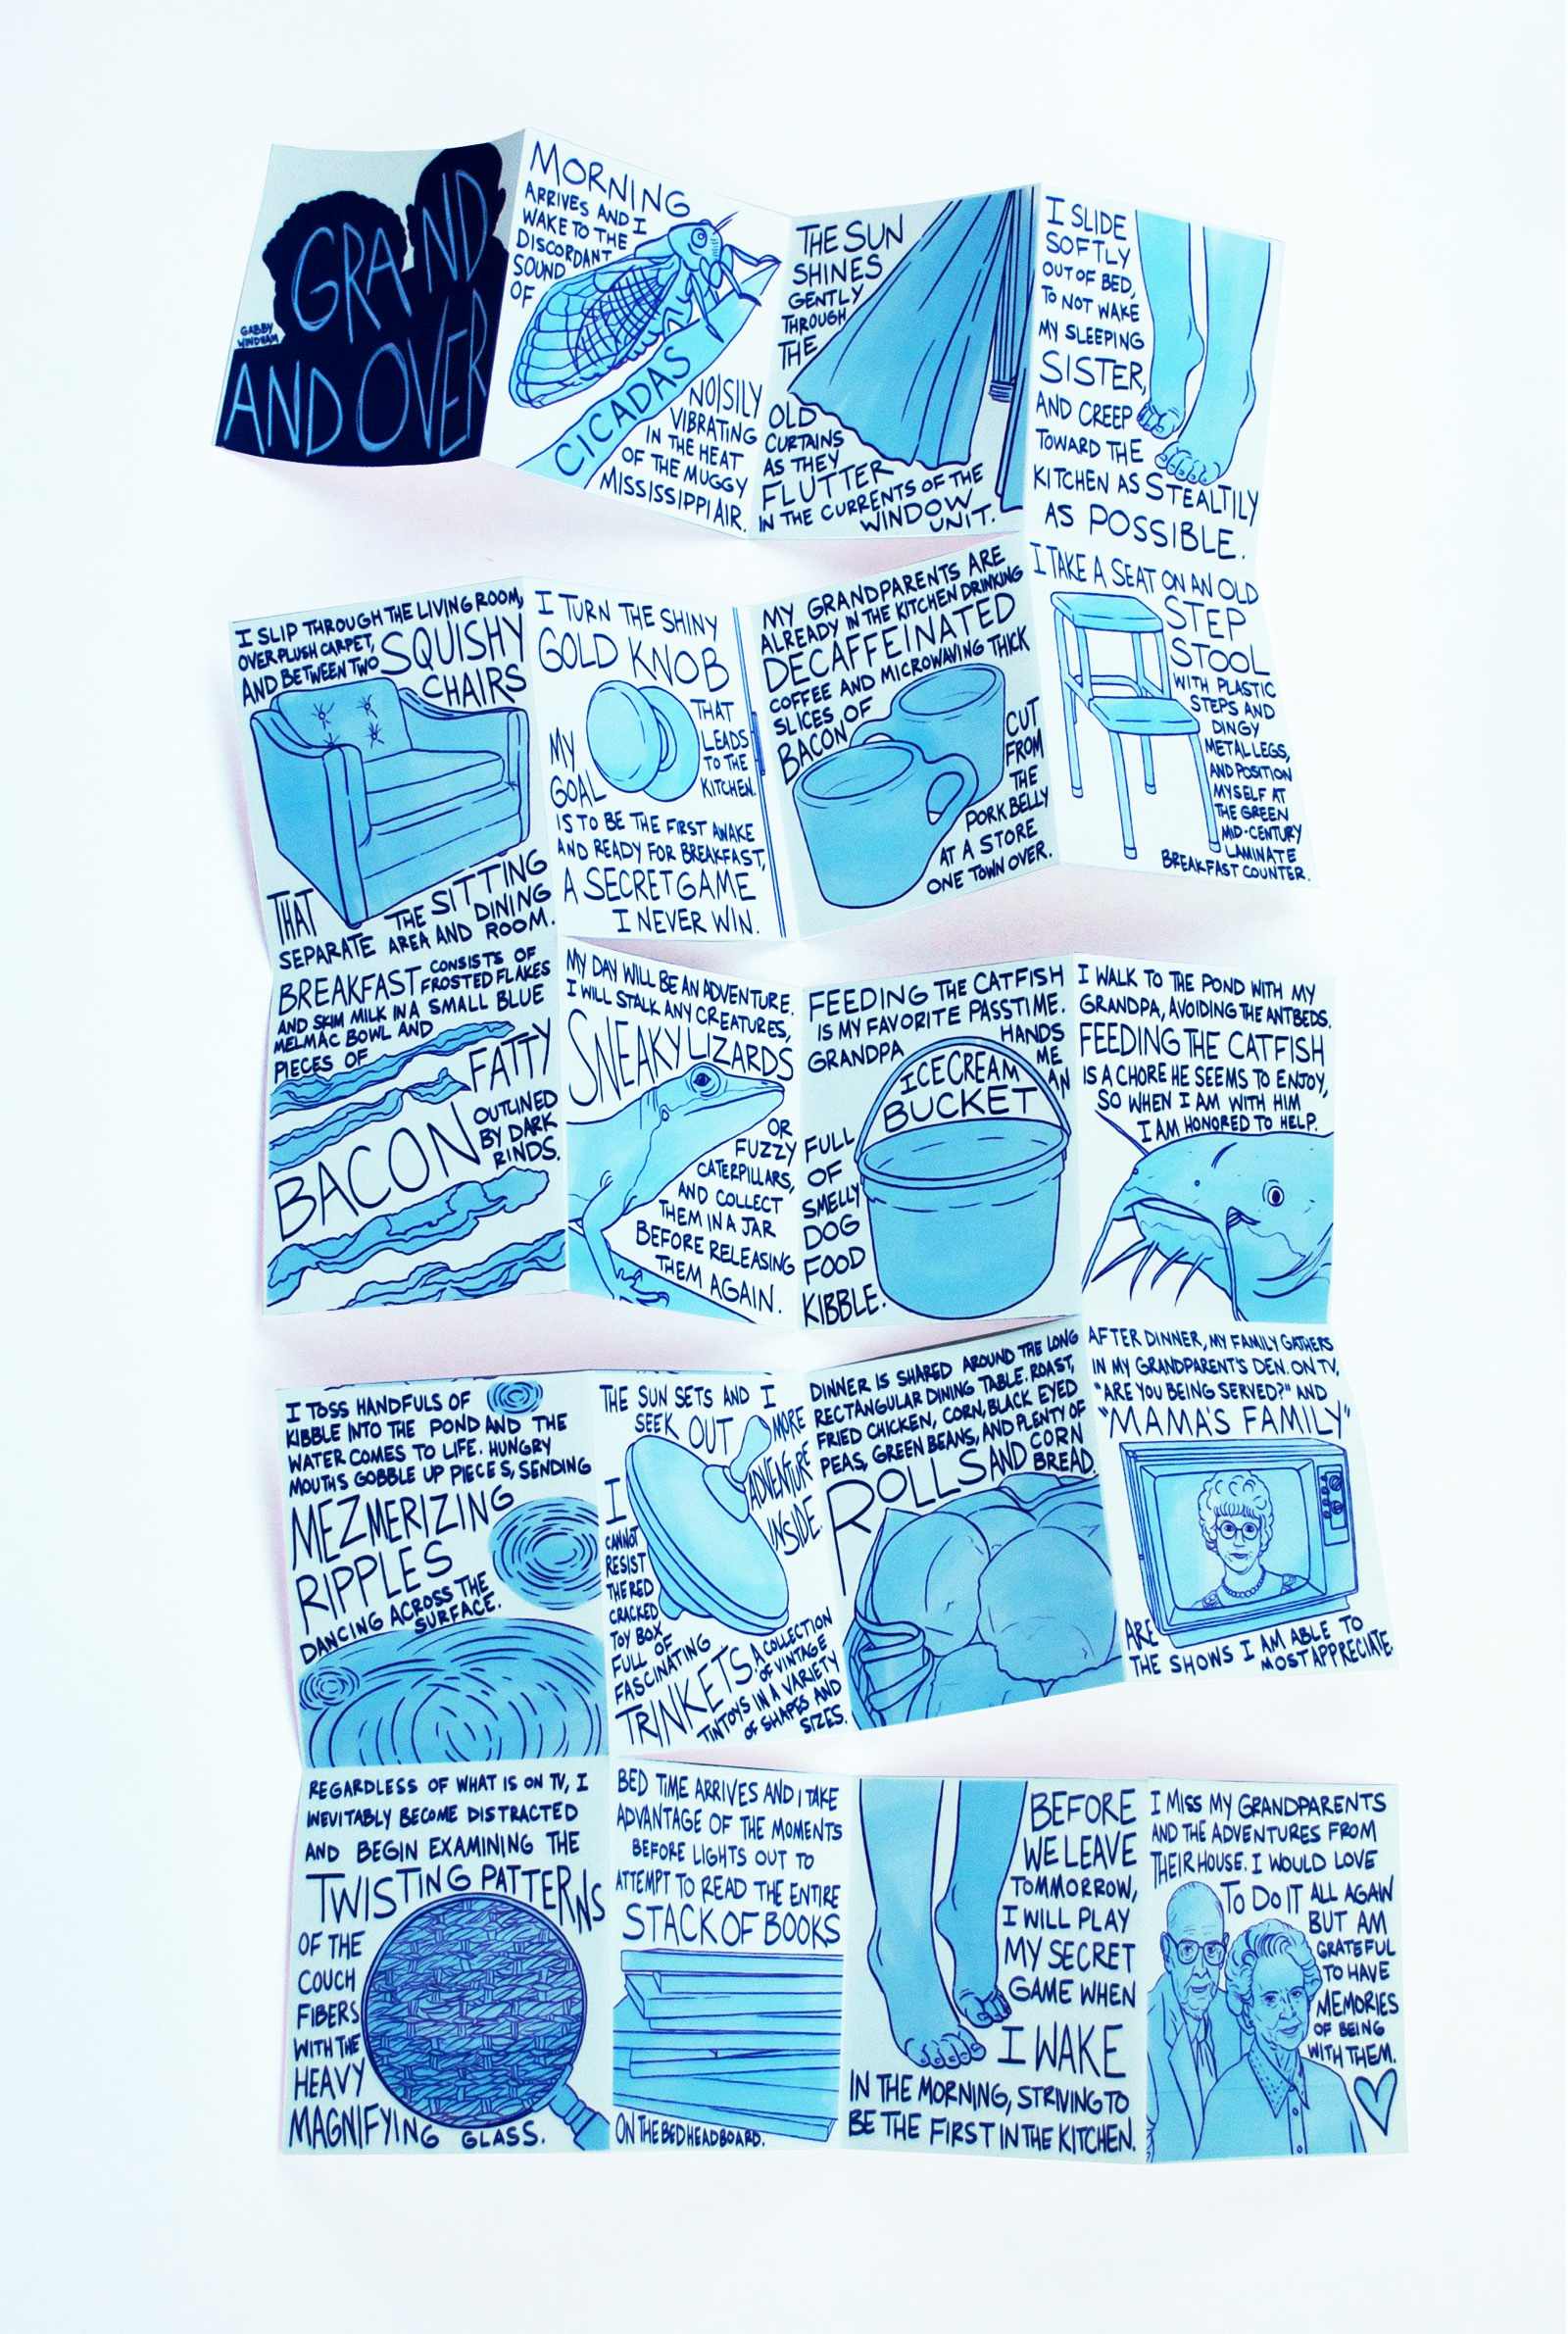 GRAND
AND OVER
GABBY
WINDHAM
MORNING
ARRIVES AND I
WAKE TO THE
DISCORDANT
SOUND
OF
CICADAS
NOISILY
VIBRATING
IN THE HEAT
OF THE MUGGY
MISSISSIPPI AIR.
THE SUN
SHINES
GENTLY
THROUGH
THE
OLD
CURTAINS
AS THEY
FLUTTER
IN THE CURRENTS OF THE
WINDOW
UNIT.
I SLIDE
SOFTLY
OUT OF BED,
TO NOT WAKE
MY SLEEPING
SISTER,
AND CREEP
TOWARD THE
KITCHEN AS STEALTILY
AS POSSIBLE.
I SLIP THROUGH THE LIVING ROOM,
OVER PLUSH CARPET,
AND BETWEEN TWO SQUISHY
CHAIRS
THAT
SEPARATE THE SITTING
AREA AND DINING
ROOM.
I TURN THE SHINY
GOLD KNOB
THAT
LEADS
TO THE
KITCHEN.
MY
GOAL
IS TO BE THE FIRST AWAKE
AND READY FOR BREAKFAST,
A SECRET GAME
I NEVER WIN.
MY GRANDPARENTS ARE
ALREADY IN THE KITCHEN DRINKING
DECAFFEINATED
COFFEE AND MICROWAVING THICK
SLICES OF
BACON
CUT
FROM
THE
PORK BELLY
AT A STORE
ONE TOWN OVER.
I TAKE A SEAT ON AN OLD
STEP
STOOL
WITH PLASTIC
STEPS AND
DINGY
METAL LEGS,
AND POSITION
MYSELF AT
THE GREEN
MID-CENTURY
LAMINATE
BREAKFAST COUNTER.
BREAKFAST CONSISTS OF
FROSTED FLAKES
AND SKIM MILK IN A SMALL BLUE
MELMAC BOWL AND
PIECES OF
FATTY
BACON
OUTLINED
BY DARK
RINDS.
MY DAY WILL BE AN ADVENTURE.
I WILL STALK ANY CREATURES,
SNEAKY LIZARDS
OR
FUZZY
CATERPILLARS,
AND COLLECT
THEM IN A JAR
BEFORE RELEASING
THEM AGAIN.
FEEDING THE CATFISH
IS MY FAVORITE PASSTIME.
GRANDPA HANDS
ME
AN
ICECREAM
BUCKET
FULL
OF
SMELLY
DOG
FOOD
KIBBLE.
I WALK TO THE POND WITH MY
GRANDPA, AVOIDING THE ANTBEDS.
FEEDING THE CATFISH
IS A CHORE HE SEEMS TO ENJOY,
SO WHEN I AM WITH HIM
I AM HONORED TO HELP.
I TOSS HANDFULS OF
KIBBLE INTO THE POND AND THE
WATER COMES TO LIFE. HUNGRY
MOUTHS GOBBLE UP PIECES, SENDING
MEZMERIZING
RIPPLES
DANCING ACROSS THE
SURFACE.
THE SUN SETS AND I
SEEK OUT MORE
ADVENTURE
INSIDE.
I
CANNOT
RESIST
THE RED
CRACKED
TOY BOX
FULL OF
FASCINATING
TRINKETS
A COLLECTION
OF VINTAGE
TIN TOYS IN A VARIETY
OF SHAPES AND
SIZES.
DINNER IS SHARED AROUND THE LONG
RECTANGULAR DINING TABLE. ROAST,
FRIED CHICKEN, CORN, BLACK EYED
PEAS, GREEN BEANS, AND PLENTY OF
ROLLS AND CORN
BREAD.
AFTER DINNER, MY FAMILY GATHERS
IN MY GRANDPARENT'S DEN. ON TV,
"ARE YOU BEING SERVED?" AND
"MAMA'S FAMILY"
ARE
THE SHOWS I AM ABLE TO
MOST APPRECIATE.
REGARDLESS OF WHAT IS ON TV, I
INEVITABLY BECOME DISTRACTED
AND BEGIN EXAMINING THE
TWISTING PATTERNS
OF THE
COUCH
FIBERS
WITH THE
HEAVY
MAGNIFYING GLASS.
BED TIME ARRIVES AND I TAKE
ADVANTAGE OF THE MOMENTS
BEFORE LIGHTS OUT TO
ATTEMPT TO READ THE ENTIRE
STACK OF BOOKS
ON THE BED HEADBOARD.
BEFORE
WE LEAVE
TOMMORROW,
I WILL PLAY
MY SECRET
GAME WHEN
I WAKE
IN THE MORNING, STRIVING TO
BE THE FIRST IN THE KITCHEN.
I MISS MY GRANDPARENTS
AND THE ADVENTURES FROM
THEIR HOUSE. I WOULD LOVE
TO DO IT ALL AGAIN
BUT AM
GRATEFUL
TO HAVE
MEMORIES
OF BEING
WITH THEM.